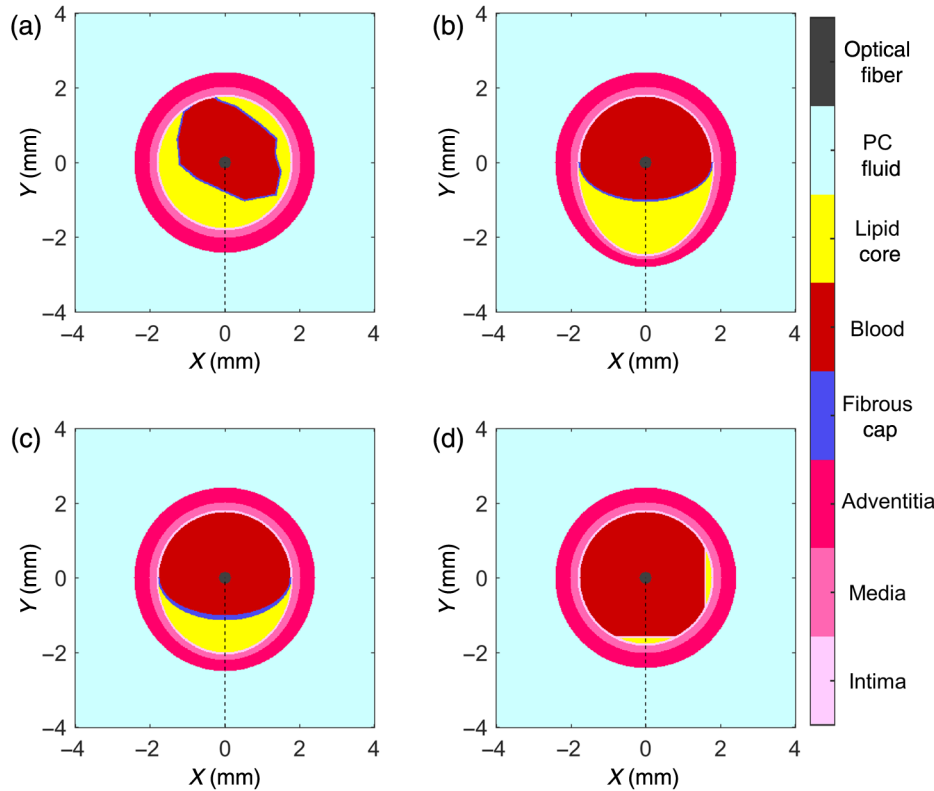 (a)
4
2
0
−2
−4
Y (mm)
−4 −2 0 2 4
X (mm)
(b)
4
2
0
−2
−4
Y (mm)
−4 −2 0 2 4
X (mm)
(c)
4
2
0
−2
−4
Y (mm)
−4 −2 0 2 4
X (mm)
(d)
4
2
0
−2
−4
Y (mm)
−4 −2 0 2 4
X (mm)
Optical
fiber
PC
fluid
Lipid
core
Blood
Fibrous
cap
Adventitia
Media
Intima